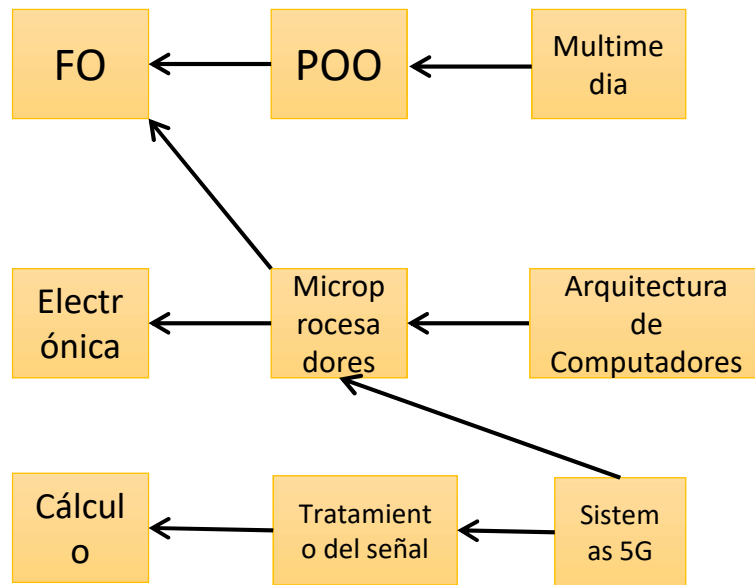 FO
POO
Multime
dia
Electr
ónica
Microp
rocesa
dores
Arquitectura
de
Computadores
Cálcul
o
Tratamient
o del señal
Sistem
as 5G